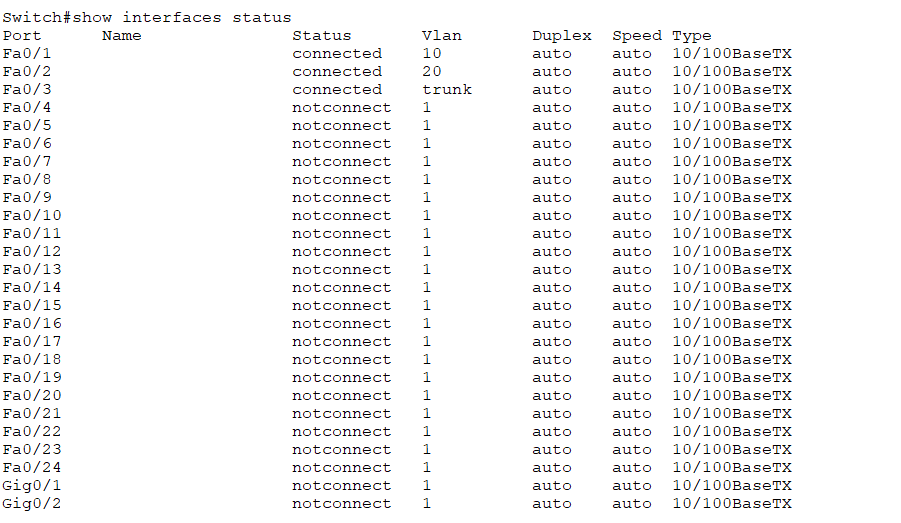 Switch#show interfaces status
Port      Name               Status       Vlan       Duplex  Speed Type
Fa0/1                        connected    10         auto    auto  10/100BaseTX
Fa0/2                        connected    20         auto    auto  10/100BaseTX
Fa0/3                        connected    trunk      auto    auto  10/100BaseTX
Fa0/4                        notconnect   1          auto    auto  10/100BaseTX
Fa0/5                        notconnect   1          auto    auto  10/100BaseTX
Fa0/6                        notconnect   1          auto    auto  10/100BaseTX
Fa0/7                        notconnect   1          auto    auto  10/100BaseTX
Fa0/8                        notconnect   1          auto    auto  10/100BaseTX
Fa0/9                        notconnect   1          auto    auto  10/100BaseTX
Fa0/10                       notconnect   1          auto    auto  10/100BaseTX
Fa0/11                       notconnect   1          auto    auto  10/100BaseTX
Fa0/12                       notconnect   1          auto    auto  10/100BaseTX
Fa0/13                       notconnect   1          auto    auto  10/100BaseTX
Fa0/14                       notconnect   1          auto    auto  10/100BaseTX
Fa0/15                       notconnect   1          auto    auto  10/100BaseTX
Fa0/16                       notconnect   1          auto    auto  10/100BaseTX
Fa0/17                       notconnect   1          auto    auto  10/100BaseTX
Fa0/18                       notconnect   1          auto    auto  10/100BaseTX
Fa0/19                       notconnect   1          auto    auto  10/100BaseTX
Fa0/20                       notconnect   1          auto    auto  10/100BaseTX
Fa0/21                       notconnect   1          auto    auto  10/100BaseTX
Fa0/22                       notconnect   1          auto    auto  10/100BaseTX
Fa0/23                       notconnect   1          auto    auto  10/100BaseTX
Fa0/24                       notconnect   1          auto    auto  10/100BaseTX
Gig0/1                       notconnect   1          auto    auto  10/100BaseTX
Gig0/2                       notconnect   1          auto    auto  10/100BaseTX